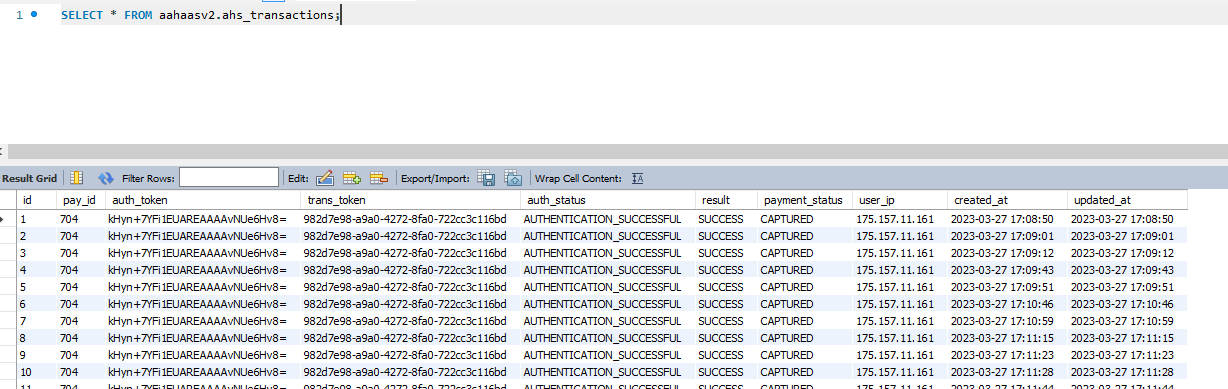 1 SELECT * FROM aahaasv2.ahs_transactions;
Result Grid Filter Rows: Edit: Export/Import: Wrap Cell Content:
id pay_id auth_token trans_token auth_status result payment_status user_ip created_at updated_at
1 704 kHyn+7YFi1EUAREAAAAvNUe6Hv8= 982d7e98-a9a0-4272-8fa0-722cc3c116bd AUTHENTICATION_SUCCESSFUL SUCCESS CAPTURED 175.157.11.161 2023-03-27 17:08:50 2023-03-27 17:08:50
2 704 kHyn+7YFi1EUAREAAAAvNUe6Hv8= 982d7e98-a9a0-4272-8fa0-722cc3c116bd AUTHENTICATION_SUCCESSFUL SUCCESS CAPTURED 175.157.11.161 2023-03-27 17:09:01 2023-03-27 17:09:01
3 704 kHyn+7YFi1EUAREAAAAvNUe6Hv8= 982d7e98-a9a0-4272-8fa0-722cc3c116bd AUTHENTICATION_SUCCESSFUL SUCCESS CAPTURED 175.157.11.161 2023-03-27 17:09:12 2023-03-27 17:09:12
4 704 kHyn+7YFi1EUAREAAAAvNUe6Hv8= 982d7e98-a9a0-4272-8fa0-722cc3c116bd AUTHENTICATION_SUCCESSFUL SUCCESS CAPTURED 175.157.11.161 2023-03-27 17:09:43 2023-03-27 17:09:43
5 704 kHyn+7YFi1EUAREAAAAvNUe6Hv8= 982d7e98-a9a0-4272-8fa0-722cc3c116bd AUTHENTICATION_SUCCESSFUL SUCCESS CAPTURED 175.157.11.161 2023-03-27 17:09:51 2023-03-27 17:09:51
6 704 kHyn+7YFi1EUAREAAAAvNUe6Hv8= 982d7e98-a9a0-4272-8fa0-722cc3c116bd AUTHENTICATION_SUCCESSFUL SUCCESS CAPTURED 175.157.11.161 2023-03-27 17:10:46 2023-03-27 17:10:46
7 704 kHyn+7YFi1EUAREAAAAvNUe6Hv8= 982d7e98-a9a0-4272-8fa0-722cc3c116bd AUTHENTICATION_SUCCESSFUL SUCCESS CAPTURED 175.157.11.161 2023-03-27 17:10:59 2023-03-27 17:10:59
8 704 kHyn+7YFi1EUAREAAAAvNUe6Hv8= 982d7e98-a9a0-4272-8fa0-722cc3c116bd AUTHENTICATION_SUCCESSFUL SUCCESS CAPTURED 175.157.11.161 2023-03-27 17:11:15 2023-03-27 17:11:15
9 704 kHyn+7YFi1EUAREAAAAvNUe6Hv8= 982d7e98-a9a0-4272-8fa0-722cc3c116bd AUTHENTICATION_SUCCESSFUL SUCCESS CAPTURED 175.157.11.161 2023-03-27 17:11:23 2023-03-27 17:11:23
10 704 kHyn+7YFi1EUAREAAAAvNUe6Hv8= 982d7e98-a9a0-4272-8fa0-722cc3c116bd AUTHENTICATION_SUCCESSFUL SUCCESS CAPTURED 175.157.11.161 2023-03-27 17:11:28 2023-03-27 17:11:28